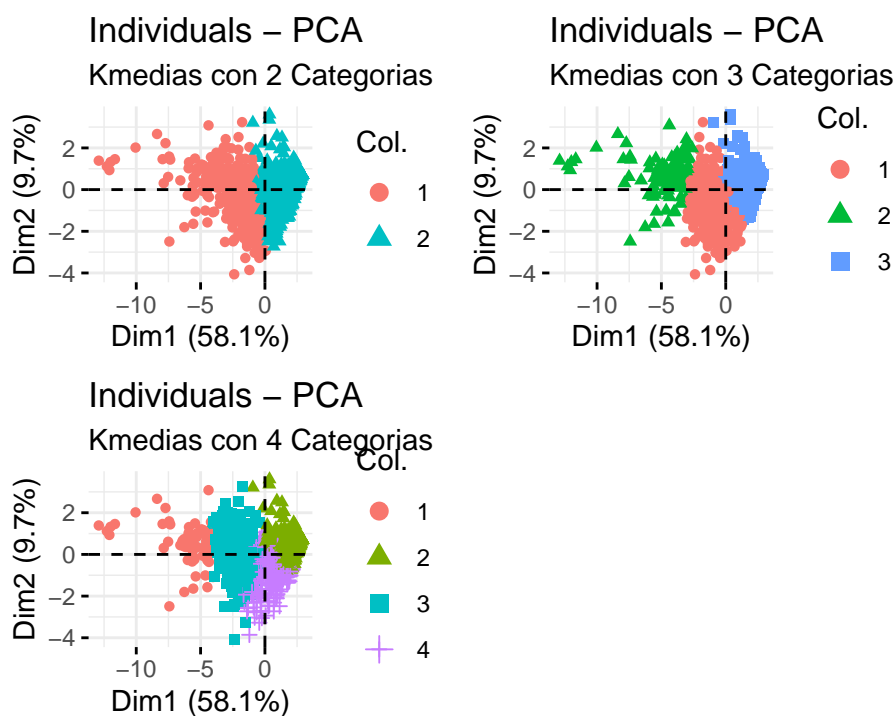 Individuals – PCA
Kmedias con 2 Categorias
Dim2 (9.7%)
2
0
−2
−4
−10
−5
0
Dim1 (58.1%)
Col.
1
2
Individuals – PCA
Kmedias con 3 Categorias
Dim2 (9.7%)
2
0
−2
−4
−10
−5
0
Dim1 (58.1%)
Col.
1
2
3
Individuals – PCA
Kmedias con 4 Categorias
Dim2 (9.7%)
2
0
−2
−4
−10
−5
0
Dim1 (58.1%)
Col.
1
2
3
4